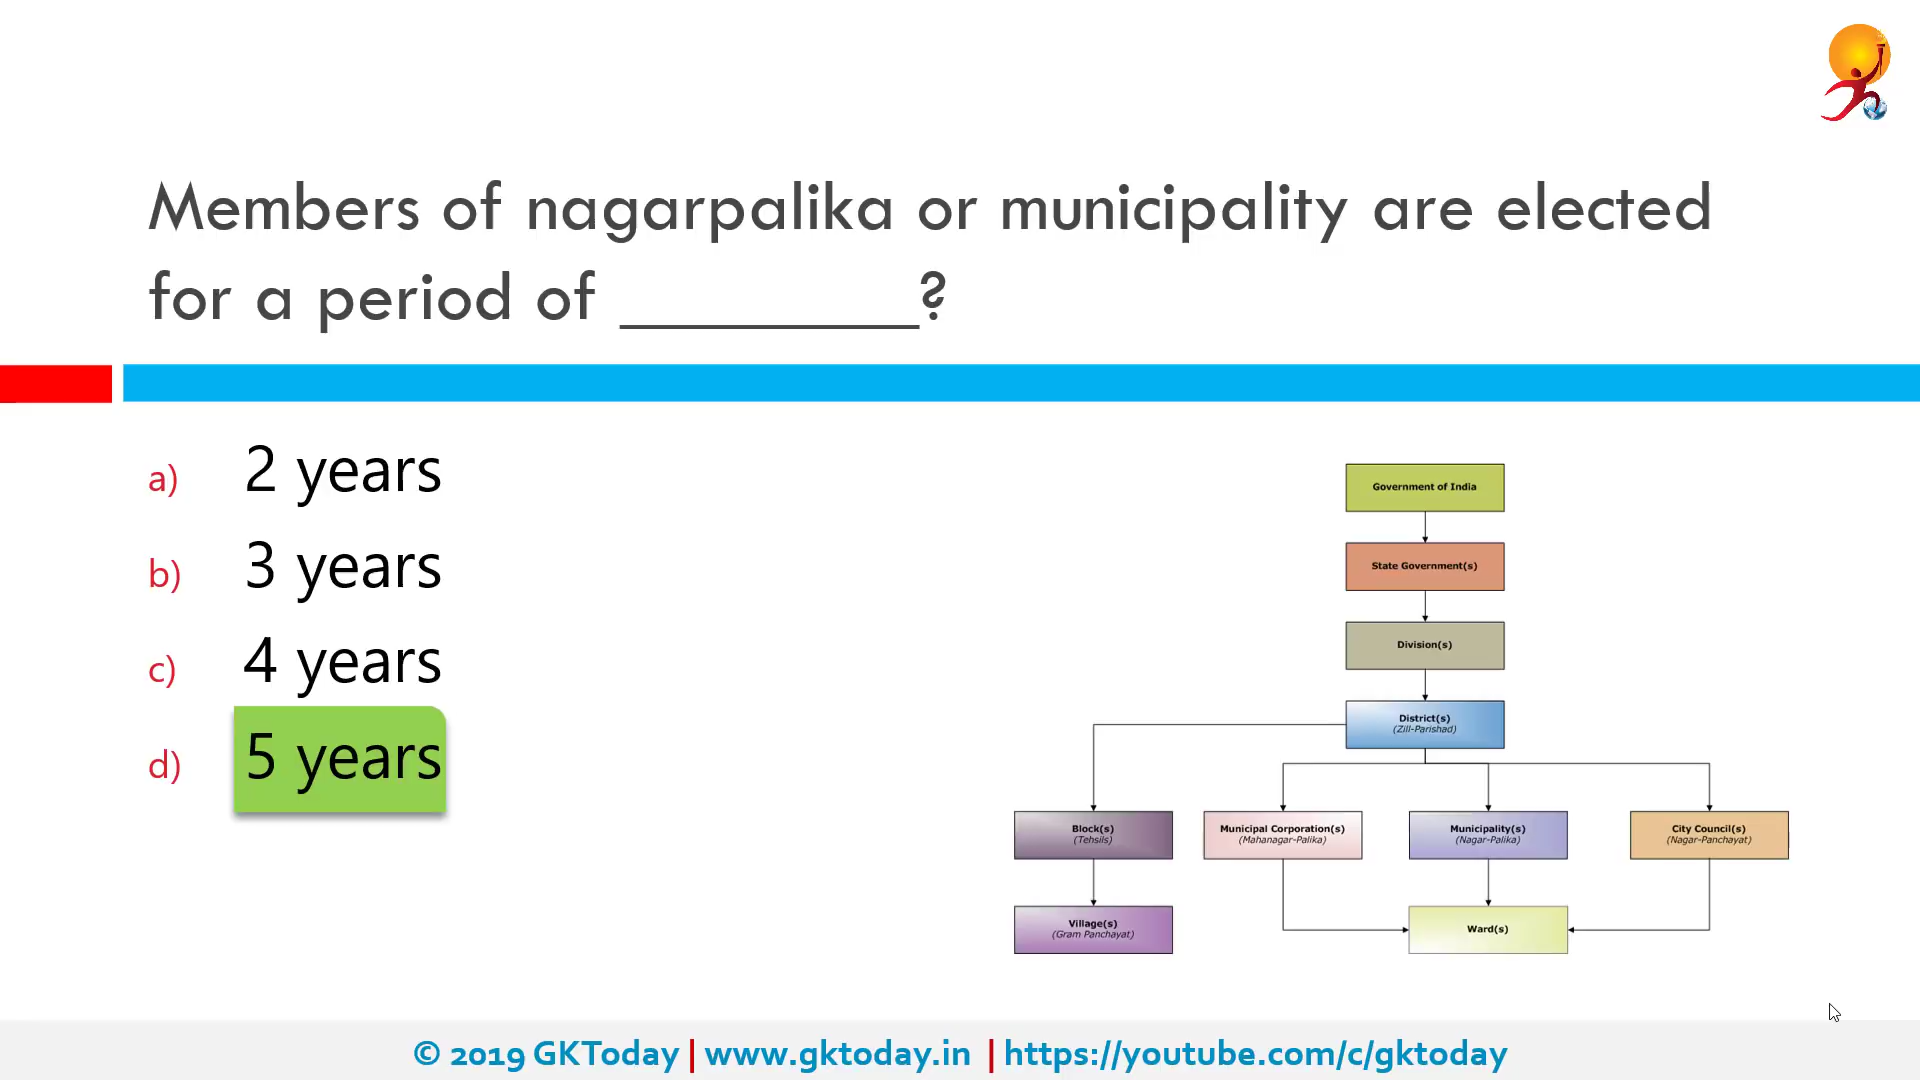 Members of nagarpalika or municipality are elected
for a period of _________?
a) 2 years
b) 3 years
c) 4 years
d) 5 years
Government of India
State Government(s)
Division(s)
District(s)
(Zill-Parishad)
Block(s)
(Tehsils)
Municipal Corporation(s)
(Mahanagar-Palika)
Municipality(s)
(Nagar-Palika)
City Council(s)
(Nagar-Panchayat)
Village(s)
(Gram Panchayat)
Ward(s)
© 2019 GKToday | www.gktoday.in | https://youtube.com/c/gktoday